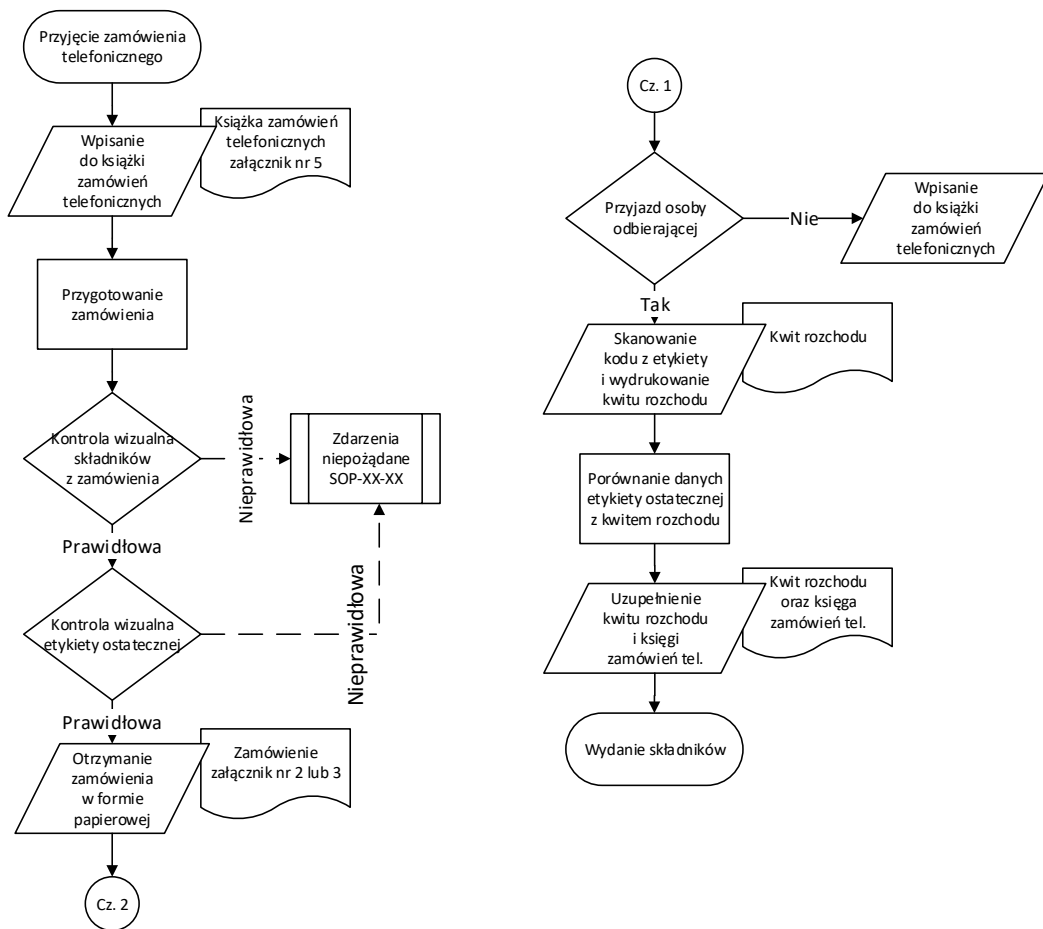 Przyjęcie zamówienia
telefonicznego
Wpisanie
do książki
zamówień
telefonicznych
Książka zamówień
telefonicznych
załącznik nr 5
Przygotowanie
zamówienia
Kontrola wizualna
składników
z zamówienia
Nieprawidłowa
Zdarzenia
niepożądane
SOP-XX-XX
Prawidłowa
Kontrola wizualna
etykiety ostatecznej
Nieprawidłowa
Prawidłowa
Otrzymanie
zamówienia
w formie
papierowej
Zamówienie
załącznik nr 2 lub 3
Cz. 2
Cz. 1
Przyjazd osoby
odbierającej
Nie
Wpisanie
do książki
zamówień
telefonicznych
Tak
Skanowanie
kodu z etykiety
i wydrukowanie
kwitu rozchodu
Kwit rozchodu
Porównanie danych
etykiety ostatecznej
z kwitem rozchodu
Uzupełnienie
kwitu rozchodu
i księgi
zamówień tel.
Kwit rozchodu
oraz księga
zamówień tel.
Wydanie składników